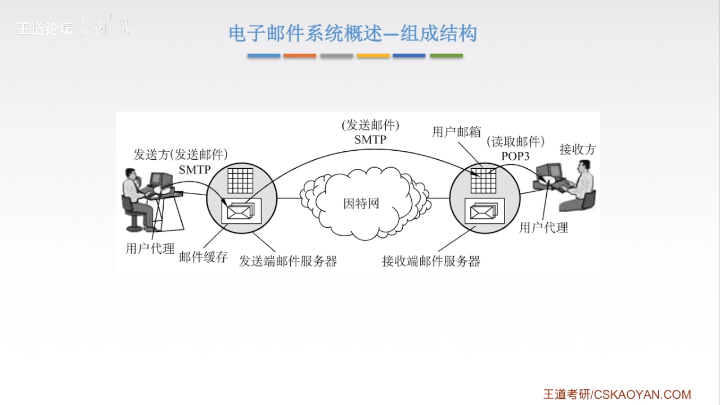 王道论坛
电子邮件系统概述—组成结构
(发送邮件)
SMTP
用户邮箱
(读取邮件)
POP3
接收方
发送方(发送邮件)
SMTP
因特网
用户代理
邮件缓存
发送端邮件服务器
接收端邮件服务器
用户代理
王道考研/CSKAOYAN.COM